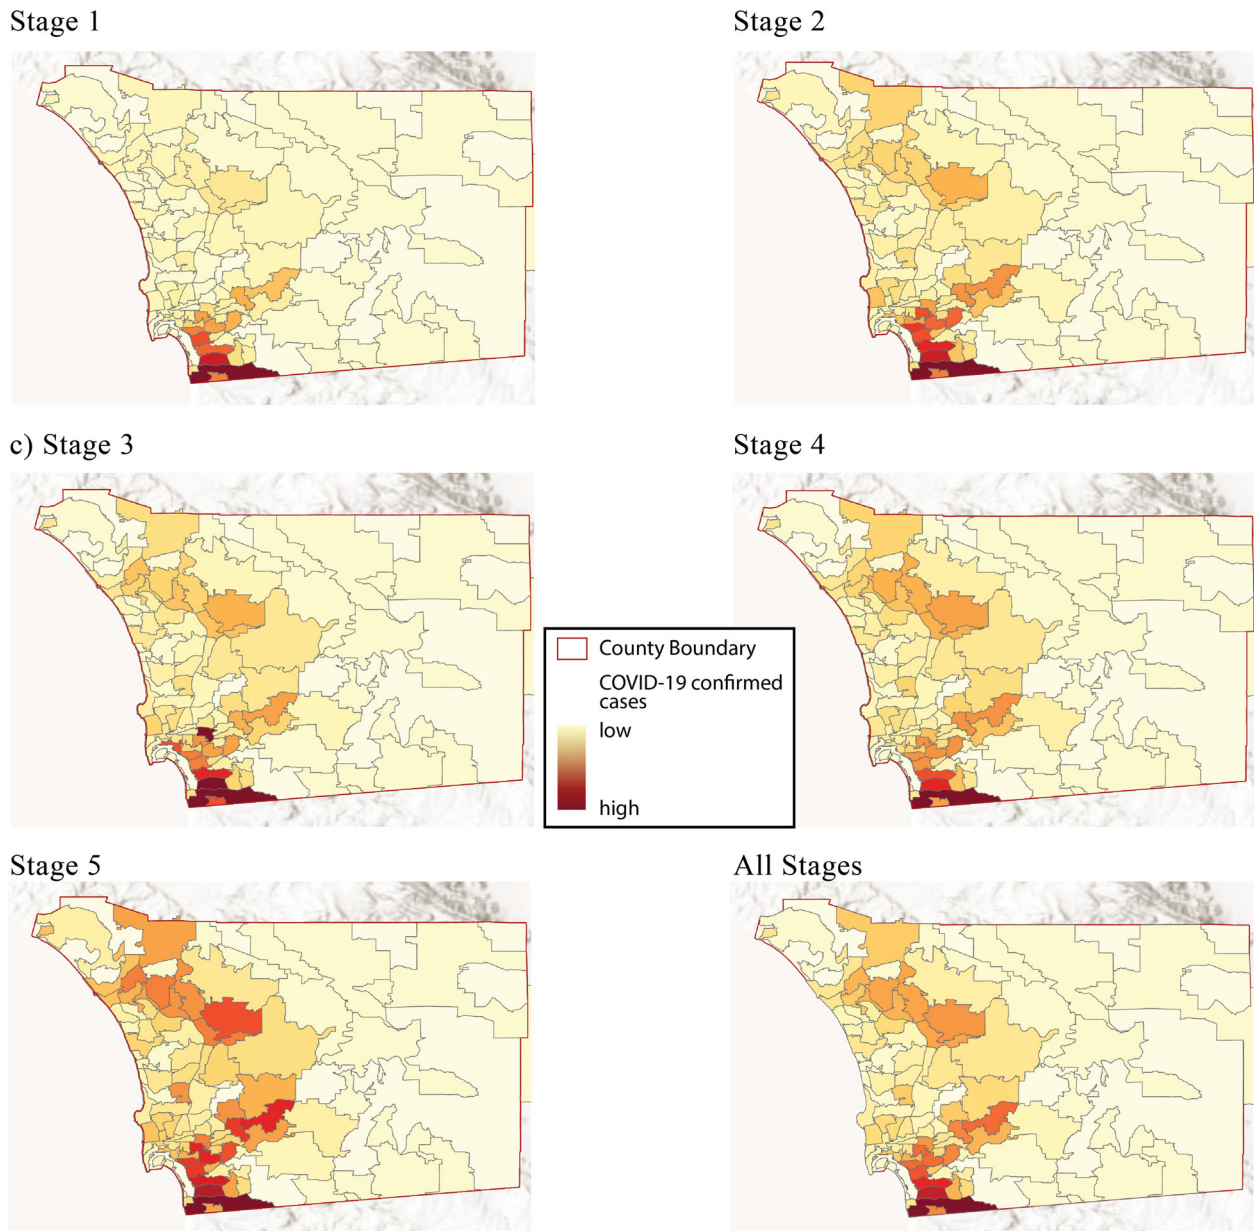 Stage 1
Stage 2
c) Stage 3
Stage 4
County Boundary
COVID-19 confirmed
cases
low
high
Stage 5
All Stages